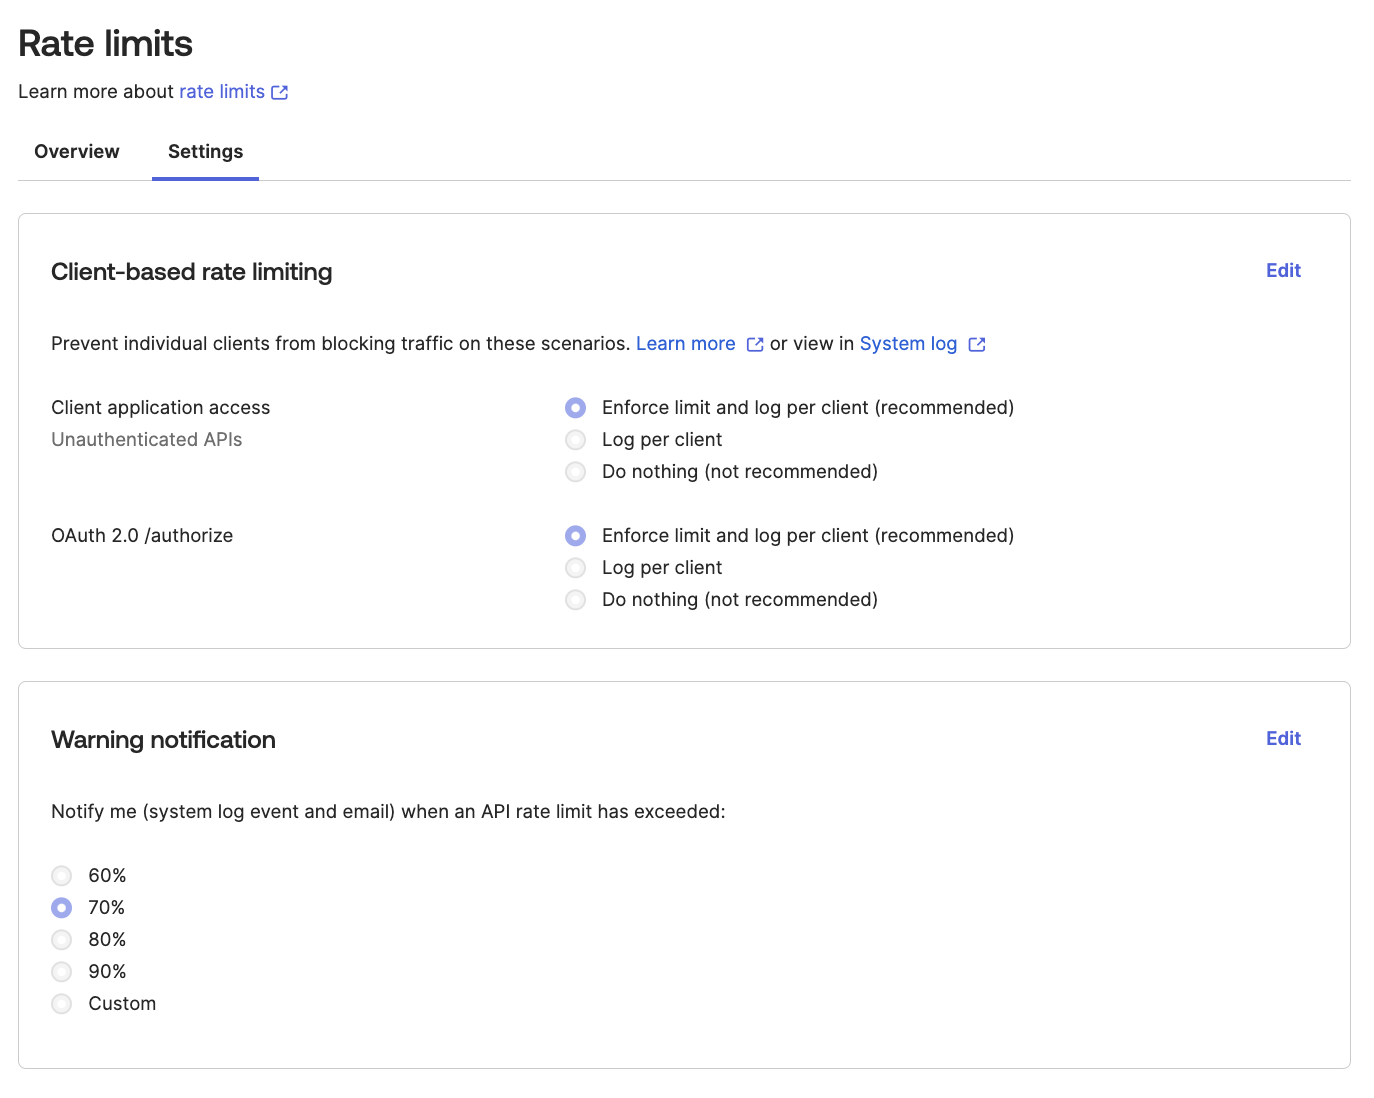 Rate limits
Learn more about rate limits
Overview Settings
Client-based rate limiting Edit
Prevent individual clients from blocking traffic on these scenarios. Learn more or view in System log
Client application access
Unauthenticated APIs
Enforce limit and log per client (recommended)
Log per client
Do nothing (not recommended)
OAuth 2.0 /authorize
Enforce limit and log per client (recommended)
Log per client
Do nothing (not recommended)
Warning notification Edit
Notify me (system log event and email) when an API rate limit has exceeded:
60%
70%
80%
90%
Custom